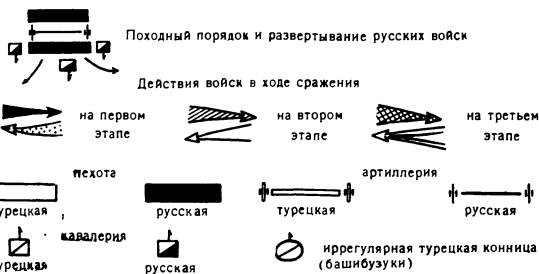 Походный порядок и развертывание русских войск
Действия войск в ходе сражения
на первом этапе
на втором этапе
на третьем этапе
пехота
артиллерия
турецкая
русская
турецкая
русская
кавалерия
турецкая
русская
иррегулярная турецкая конница
(башибузуки)